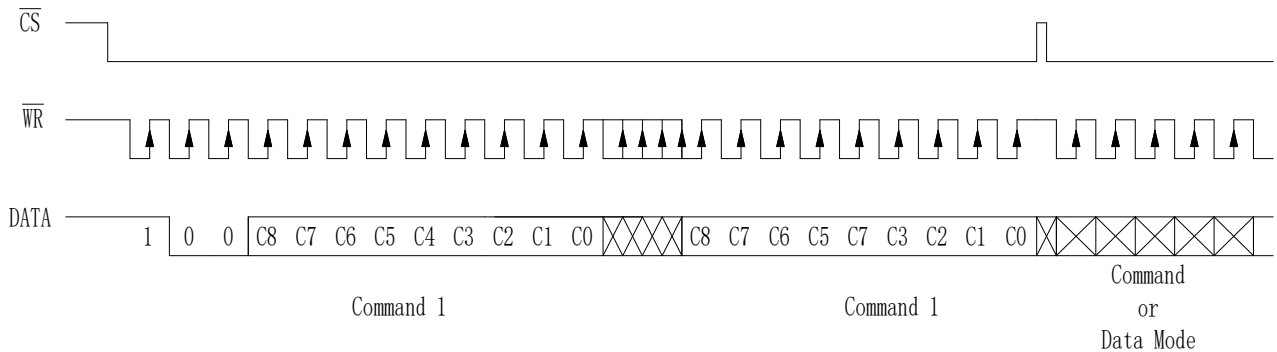 CS
WR
DATA
1 0 0 C8 C7 C6 C5 C4 C3 C2 C1 C0 C8 C7 C6 C5 C7 C3 C2 C1 C0
Command 1
Command 1
Command
or
Data Mode